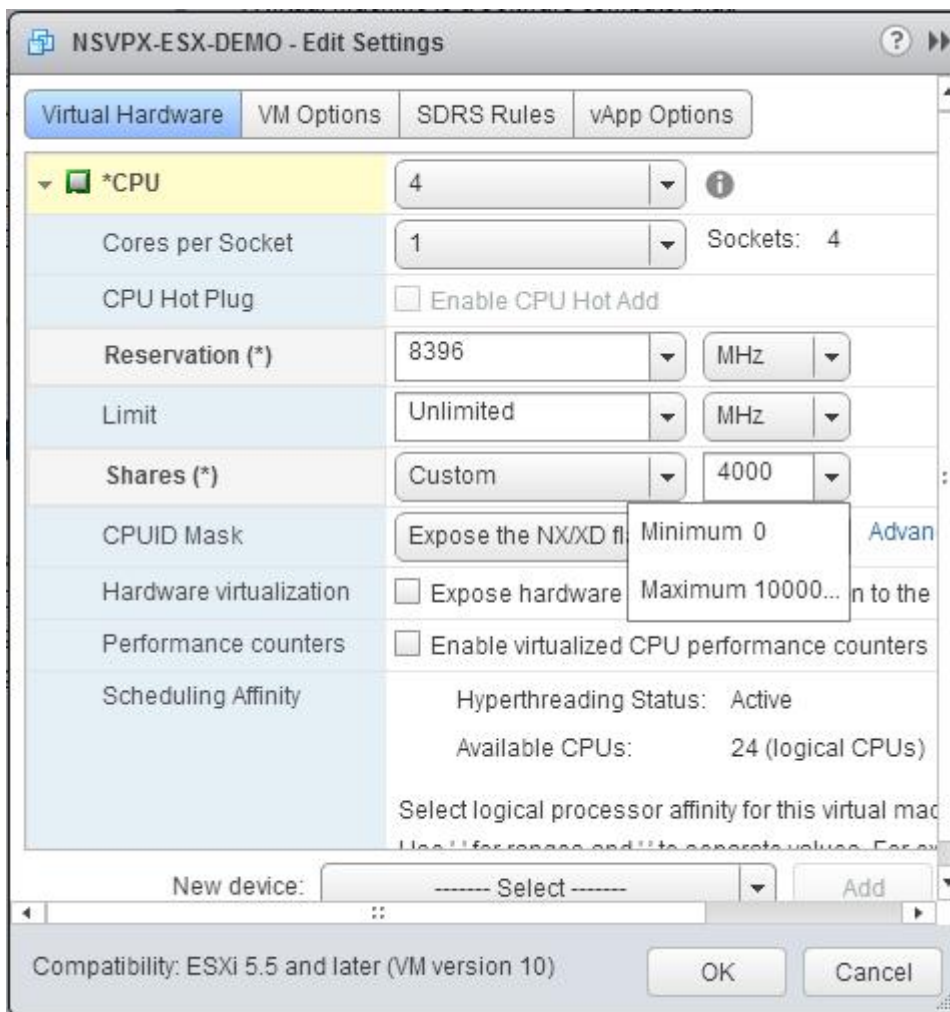 NSVPX-ESX-DEMO - Edit Settings ?
Virtual Hardware VM Options SDRS Rules vApp Options
*CPU 4
Cores per Socket 1 Sockets: 4
CPU Hot Plug Enable CPU Hot Add
Reservation (*) 8396 MHz
Limit Unlimited MHz
Shares (*) Custom 4000
Minimum 0
CPUID Mask Expose the NX/XD fl Advan
Maximum 10000...
Hardware virtualization Expose hardware n to the
Performance counters Enable virtualized CPU performance counters
Scheduling Affinity Hyperthreading Status: Active
Available CPUs: 24 (logical CPUs)
Select logical processor affinity for this virtual mac
New device: ------- Select ------- Add
Compatibility: ESXi 5.5 and later (VM version 10) OK Cancel